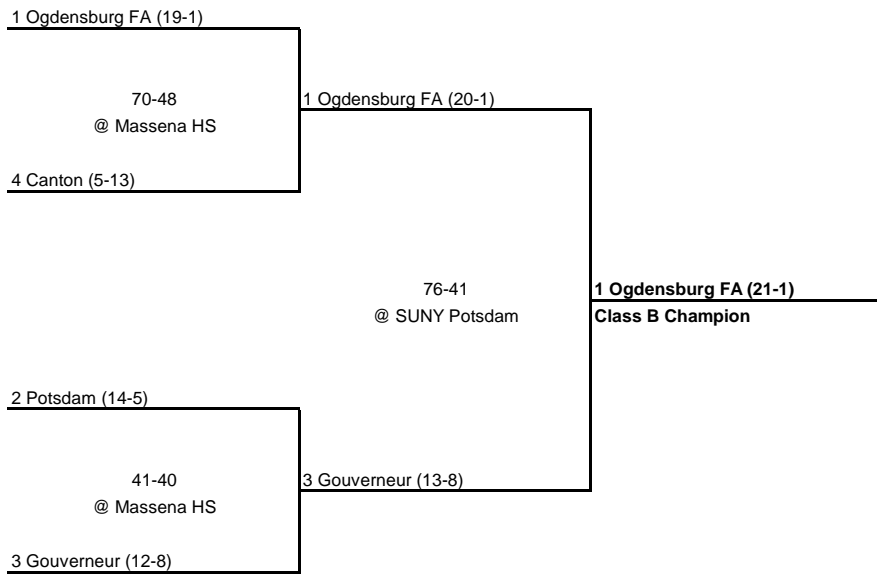 1 Ogdensburg FA (19-1)
70-48
@ Massena HS
1 Ogdensburg FA (20-1)
4 Canton (5-13)
76-41
@ SUNY Potsdam
1 Ogdensburg FA (21-1)
Class B Champion
2 Potsdam (14-5)
41-40
@ Massena HS
3 Gouverneur (13-8)
3 Gouverneur (12-8)